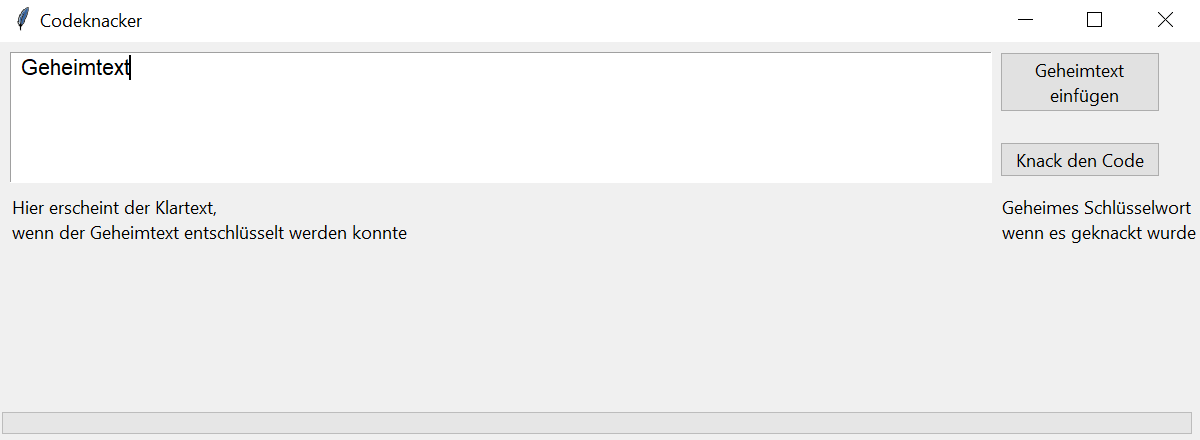 Codeknacker
Geheimtext
Geheimtext
einfügen
Knack den Code
Hier erscheint der Klartext,
wenn der Geheimtext entschlüsselt werden konnte
Geheimes Schlüsselwort
wenn es geknackt wurde